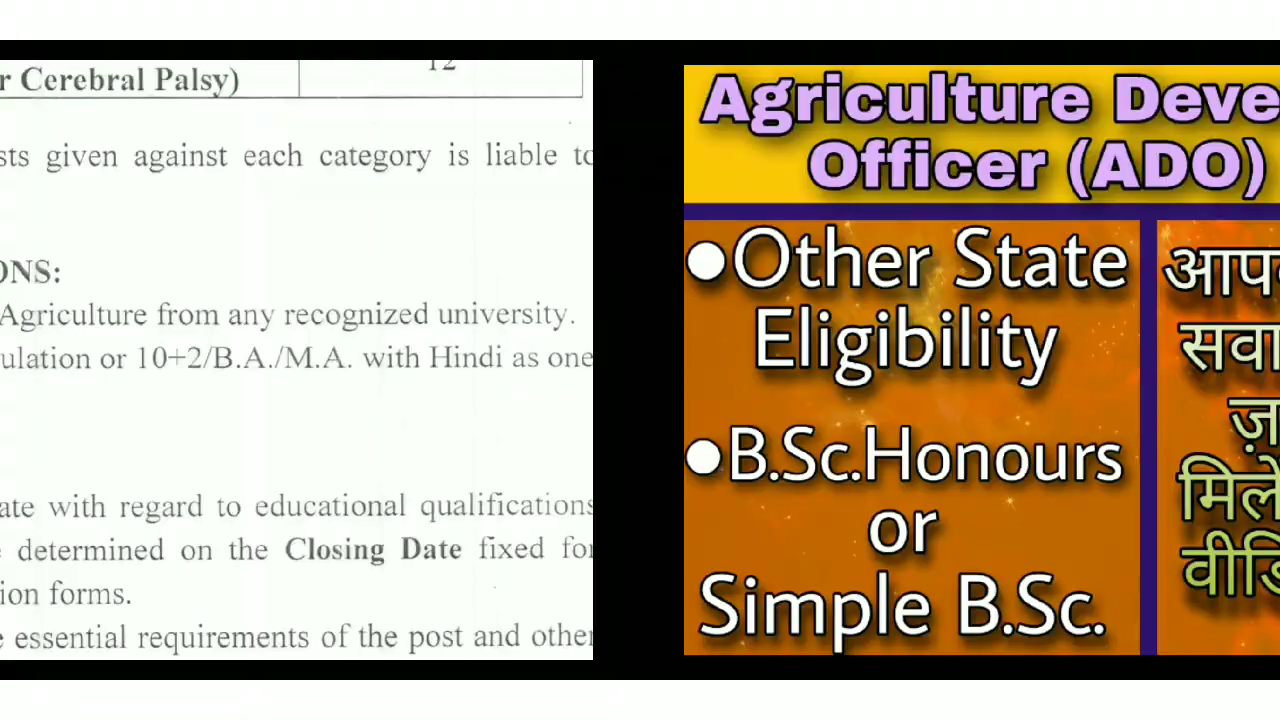 r Cerebral Palsy)
12
sts given against each category is liable to
ONS:
Agriculture from any recognized university.
ulation or 10+2/B.A./M.A. with Hindi as one
ate with regard to educational qualifications
e determined on the Closing Date fixed for
ion forms.
e essential requirements of the post and other
Agriculture Deve
Officer (ADO)
•Other State
Eligibility
•B.Sc.Honours
or
Simple B.Sc.
आप
सवा
ज़
मिले
वीडि